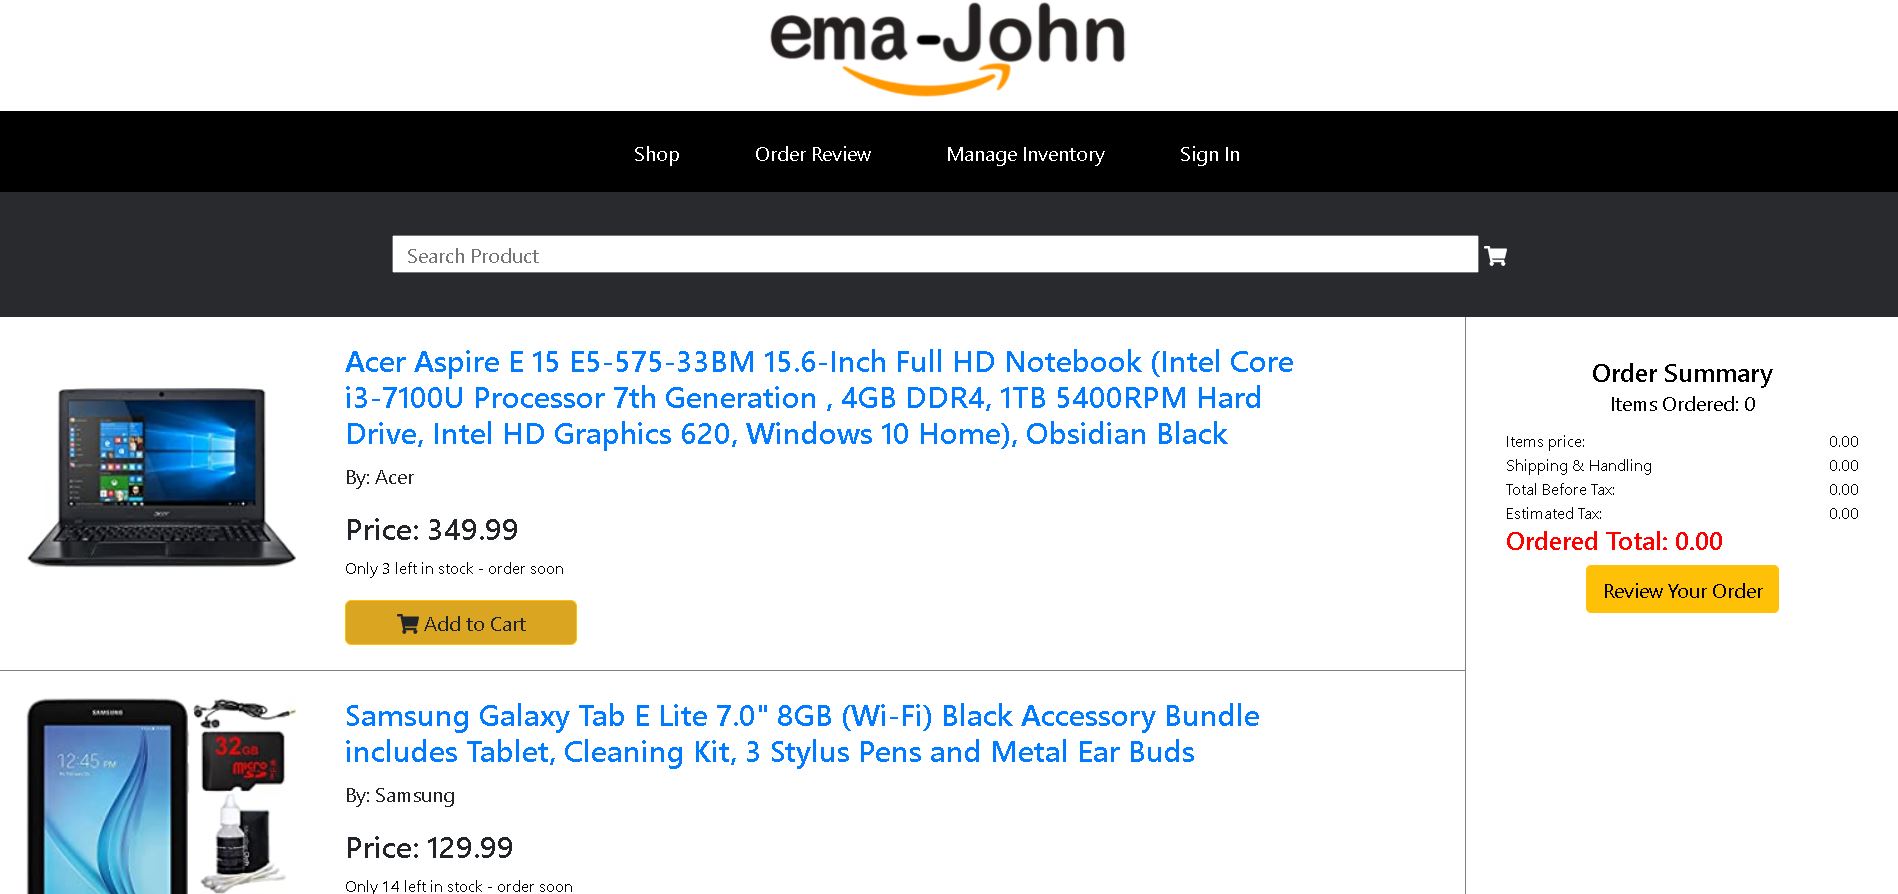 ema-John
Shop
Order Review
Manage Inventory
Sign In
Search Product
Acer Aspire E 15 E5-575-33BM 15.6-Inch Full HD Notebook (Intel Core
i3-7100U Processor 7th Generation , 4GB DDR4, 1TB 5400RPM Hard
Drive, Intel HD Graphics 620, Windows 10 Home), Obsidian Black
By: Acer
Price: 349.99
Only 3 left in stock - order soon
Add to Cart
SAMSUNG
12:45 PM
32GB
micro
Samsung Galaxy Tab E Lite 7.0" 8GB (Wi-Fi) Black Accessory Bundle
includes Tablet, Cleaning Kit, 3 Stylus Pens and Metal Ear Buds
By: Samsung
Price: 129.99
Only 14 left in stock - order soon
Order Summary
Items Ordered: 0
Items price: 0.00
Shipping & Handling 0.00
Total Before Tax: 0.00
Estimated Tax: 0.00
Ordered Total: 0.00
Review Your Order